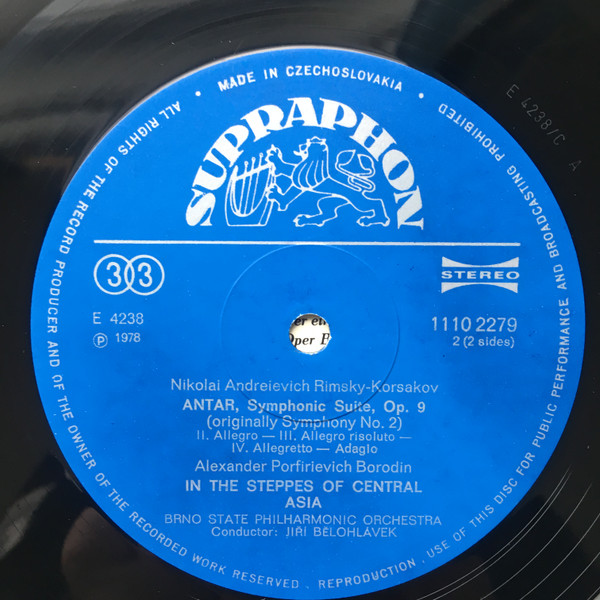 MADE IN CZECHOSLOVAKIA • ALL RIGHTS OF THE RECORD PRODUCER AND OF THE OWNER OF THE RECORDED WORK RESERVED . REPRODUCTION . USE OF THIS DISC FOR PUBLIC PERFORMANCE AND BROADCASTING PROHIBITED •
E 4238/C A
SUPRAPHON
33
STEREO
E 4238
Ⓟ 1978
er en
Oper F
1110 2279
2 (2 sides)
Nikolai Andreievich Rimsky-Korsakov
ANTAR, Symphonic Suite, Op. 9
(originally Symphony No. 2)
II. Allegro — III. Allegro risoluto —
IV. Allegretto — Adagio
Alexander Porfirievich Borodin
IN THE STEPPES OF CENTRAL
ASIA
BRNO STATE PHILHARMONIC ORCHESTRA
Conductor: JIŘÍ BĚLOHLÁVEK